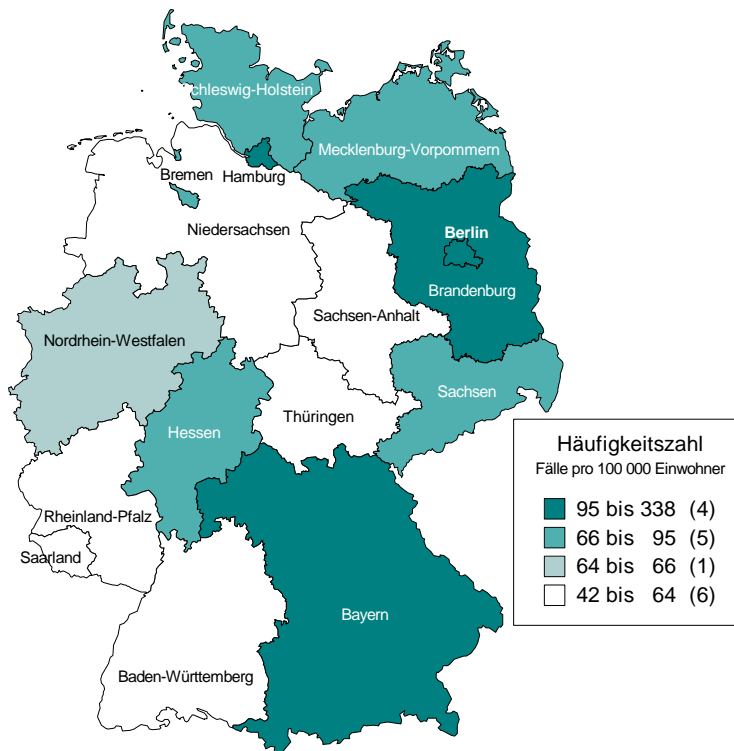 Schleswig-Holstein
Mecklenburg-Vorpommern
Bremen
Hamburg
Niedersachsen
Berlin
Brandenburg
Sachsen-Anhalt
Nordrhein-Westfalen
Sachsen
Thüringen
Hessen
Rheinland-Pfalz
Saarland
Bayern
Baden-Württemberg
Häufigkeitszahl
Fälle pro 100 000 Einwohner
95 bis 338 (4)
66 bis 95 (5)
64 bis 66 (1)
42 bis 64 (6)